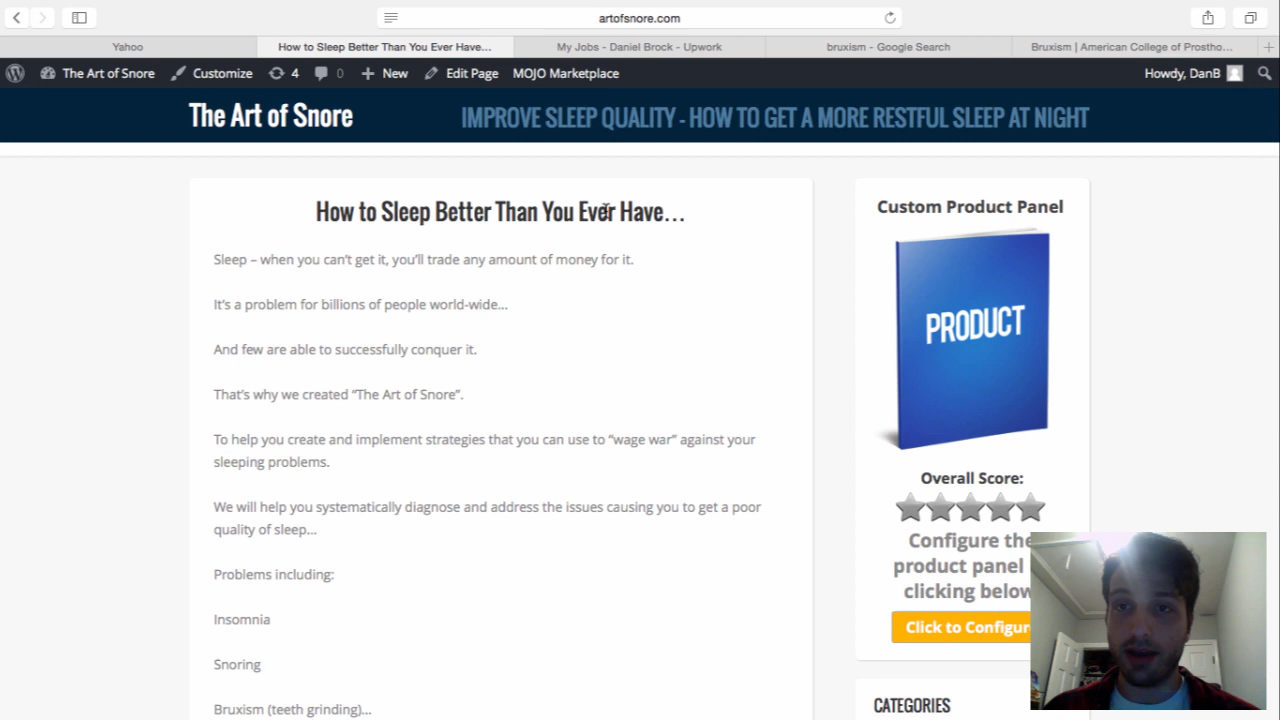 artofsnore.com
Yahoo
How to Sleep Better Than You Ever Have...
My Jobs - Daniel Brock - Upwork
bruxism - Google Search
Bruxism | American College of Prostho...
The Art of Snore
Customize
4
0
New
Edit Page
MOJO Marketplace
Howdy, DanB
The Art of Snore
IMPROVE SLEEP QUALITY - HOW TO GET A MORE RESTFUL SLEEP AT NIGHT
How to Sleep Better Than You Ever Have…
Sleep – when you can’t get it, you’ll trade any amount of money for it.
It’s a problem for billions of people world-wide…
And few are able to successfully conquer it.
That’s why we created “The Art of Snore”.
To help you create and implement strategies that you can use to “wage war” against your
sleeping problems.
We will help you systematically diagnose and address the issues causing you to get a poor
quality of sleep…
Problems including:
Insomnia
Snoring
Bruxism (teeth grinding)…
Custom Product Panel
PRODUCT
Overall Score:
Configure the
product panel
clicking below
Click to Configur
CATEGORIES